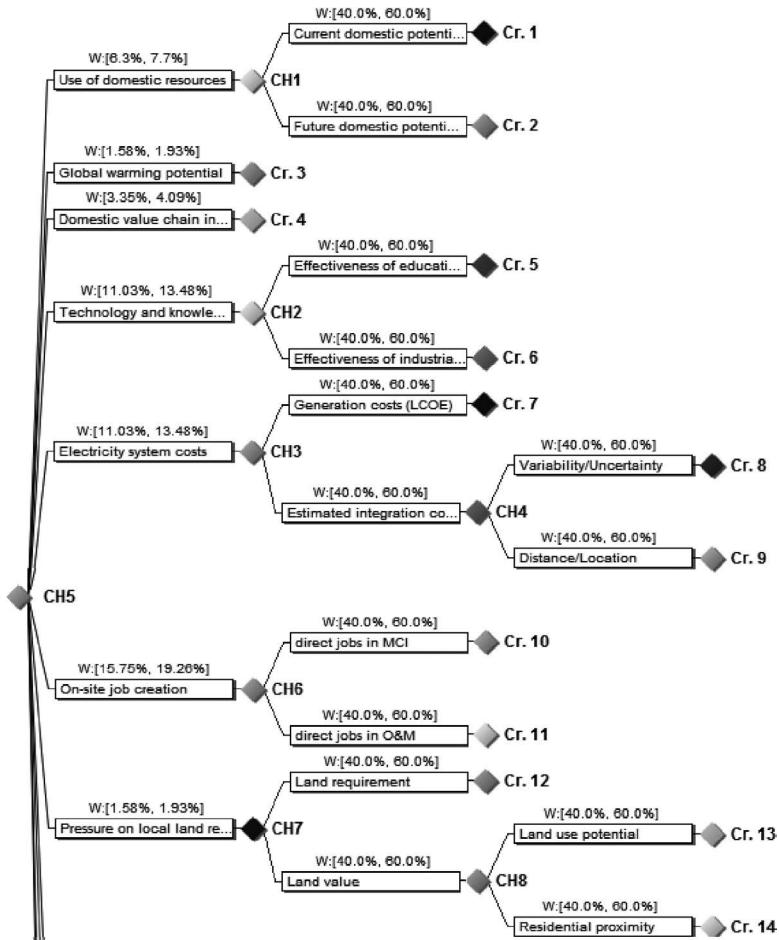 W:[40.0%, 60.0%]
Current domestic potenti... Cr. 1
W:[6.3%, 7.7%]
Use of domestic resources CH1
W:[40.0%, 60.0%]
Future domestic potenti... Cr. 2
W:[1.58%, 1.93%]
Global warming potential Cr. 3
W:[3.35%, 4.09%]
Domestic value chain in... Cr. 4
W:[40.0%, 60.0%]
Effectiveness of educati... Cr. 5
W:[11.03%, 13.48%]
Technology and knowle... CH2
W:[40.0%, 60.0%]
Effectiveness of industria... Cr. 6
W:[40.0%, 60.0%]
Generation costs (LCOE) Cr. 7
W:[11.03%, 13.48%]
Electricity system costs CH3
W:[40.0%, 60.0%]
Variability/Uncertainty Cr. 8
W:[40.0%, 60.0%]
Estimated integration co... CH4
W:[40.0%, 60.0%]
Distance/Location Cr. 9
CH5
W:[40.0%, 60.0%]
direct jobs in MCI Cr. 10
W:[15.75%, 19.26%]
On-site job creation CH6
W:[40.0%, 60.0%]
direct jobs in O&M Cr. 11
W:[40.0%, 60.0%]
Land requirement Cr. 12
W:[1.58%, 1.93%]
Pressure on local land re... CH7
W:[40.0%, 60.0%]
Land use potential Cr. 13
W:[40.0%, 60.0%]
Land value CH8
W:[40.0%, 60.0%]
Residential proximity Cr. 14